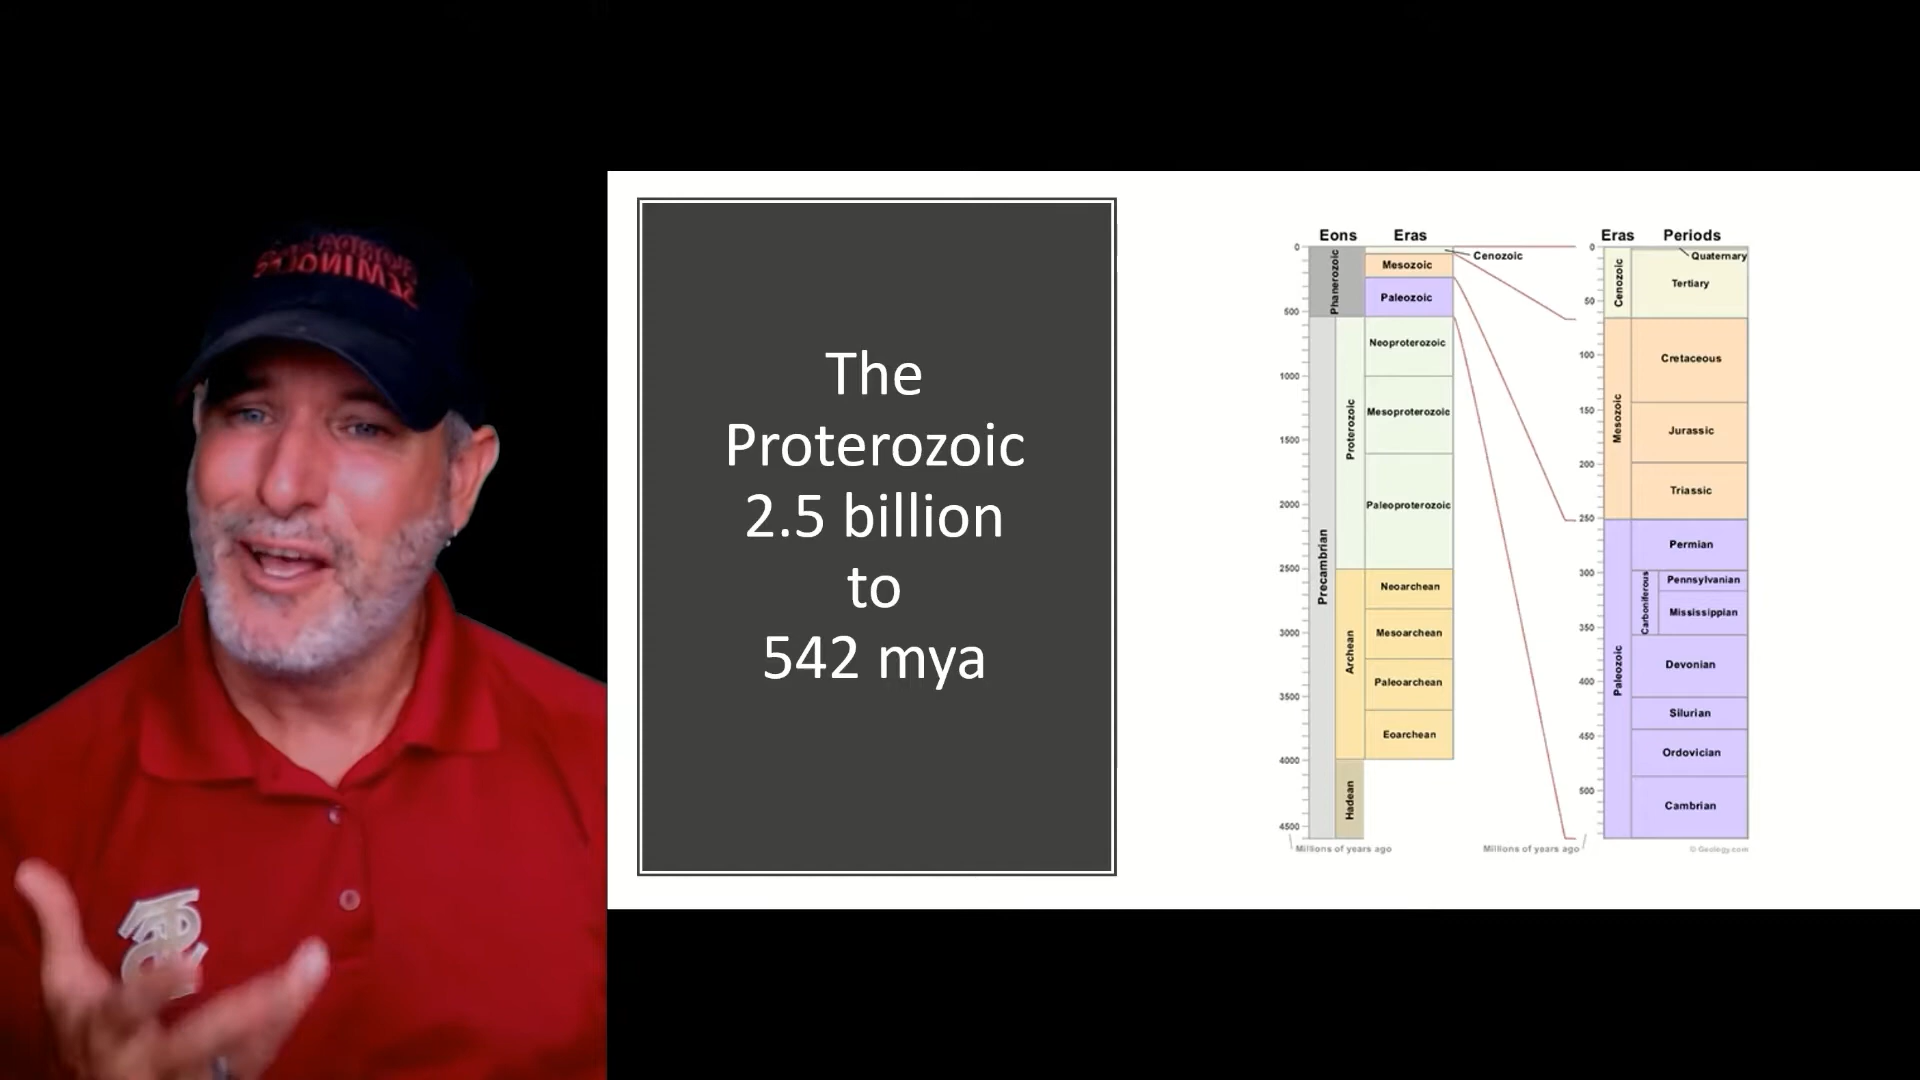 FLORIDA
SEMINOLES
The
Proterozoic
2.5 billion
to
542 mya
Eons Eras
0
500
1000
1500
2000
2500
3000
3500
4000
4500
Phanerozoic
Precambrian
Proterozoic
Archean
Hadean
Cenozoic
Mesozoic
Paleozoic
Neoproterozoic
Mesoproterozoic
Paleoproterozoic
Neoarchean
Mesoarchean
Paleoarchean
Eoarchean
Millions of years ago
Eras Periods
0
50
100
150
200
250
300
350
400
450
500
Cenozoic
Mesozoic
Paleozoic
Quaternary
Tertiary
Cretaceous
Jurassic
Triassic
Permian
Carboniferous
Pennsylvanian
Mississippian
Devonian
Silurian
Ordovician
Cambrian
Millions of years ago
© Geology.com